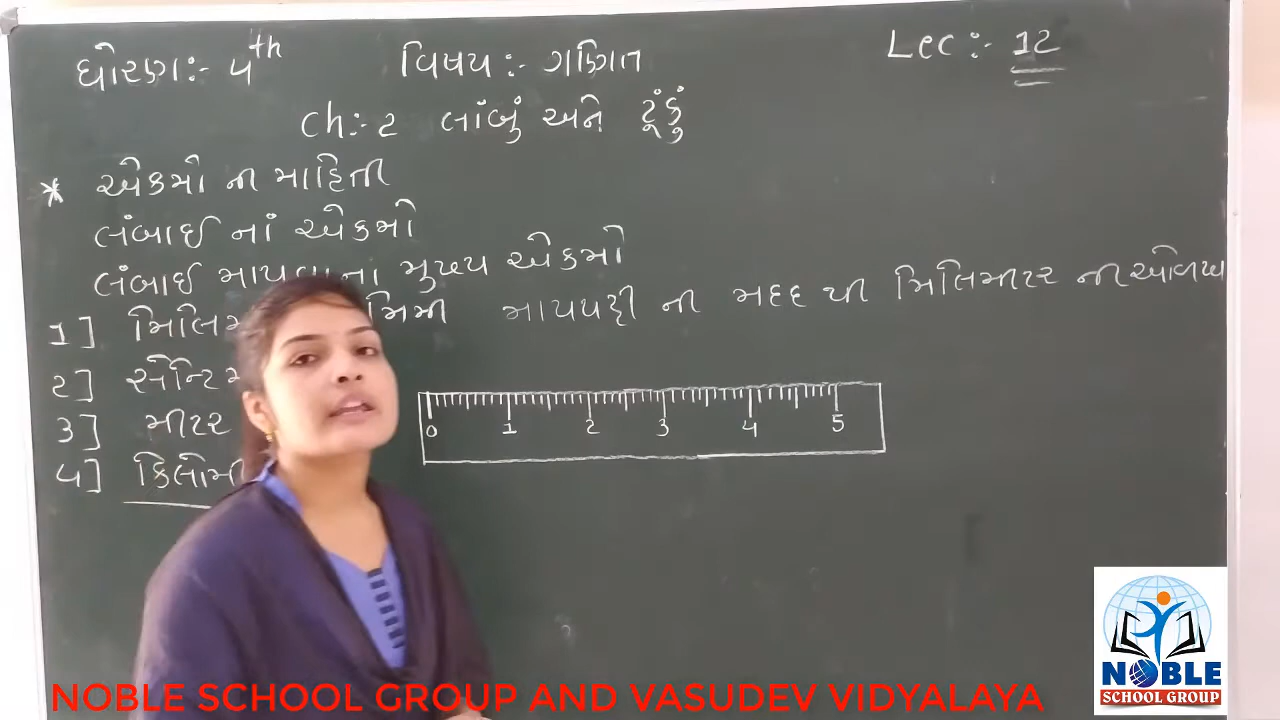 ધોરણ:- 4th વિષય:- ગણિત Lec:- 12
Ch:- 2 લાંબું અને ટૂંકું
* એકમો ની માહિતી
લંબાઈ નાં એકમો
લંબાઈ માપવાના મુખ્ય એકમો
1] મિલિ મિમી માપપટ્ટી ની મદદ થી મિલિમીટર ની ઓળખ
2] સેન્ટિ
3] મીટર
4] કિલોમી
0 1 2 3 4 5
NOBLE
SCHOOL GROUP
NOBLE SCHOOL GROUP AND VASUDEV VIDYALAYA